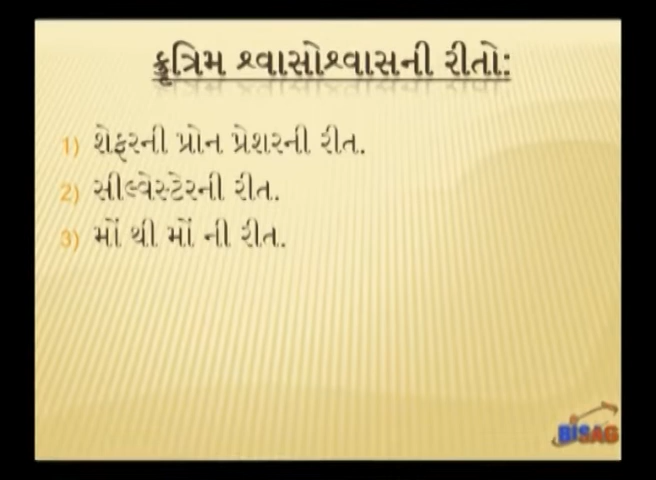 કૃત્રિમ શ્વાસોશ્વાસની રીતો:
1) શેફરની પ્રોન પ્રેશરની રીત.
2) સીલ્વેસ્ટેરની રીત.
3) મોં થી મોં ની રીત.
BISAG